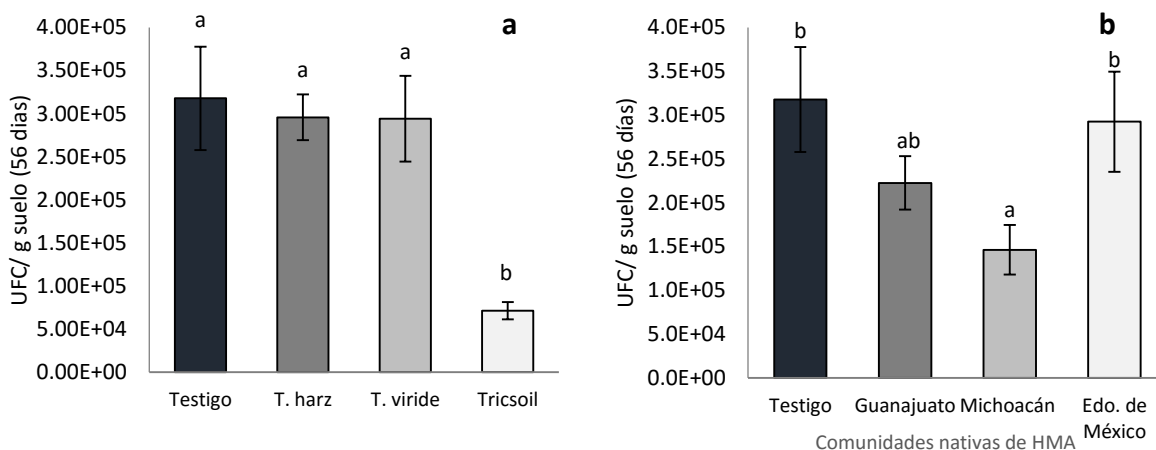 a
UFC/ g suelo (56 dias)
4.00E+05
3.50E+05
3.00E+05
2.50E+05
2.00E+05
1.50E+05
1.00E+05
5.00E+04
0.00E+00
a
a
a
b
Testigo
T. harz
T. viride
Tricsoil
b
UFC/ g suelo (56 días)
4.0E+05
3.5E+05
3.0E+05
2.5E+05
2.0E+05
1.5E+05
1.0E+05
5.0E+04
0.0E+00
b
ab
a
b
Testigo
Guanajuato
Michoacán
Edo. de
México
Comunidades nativas de HMA